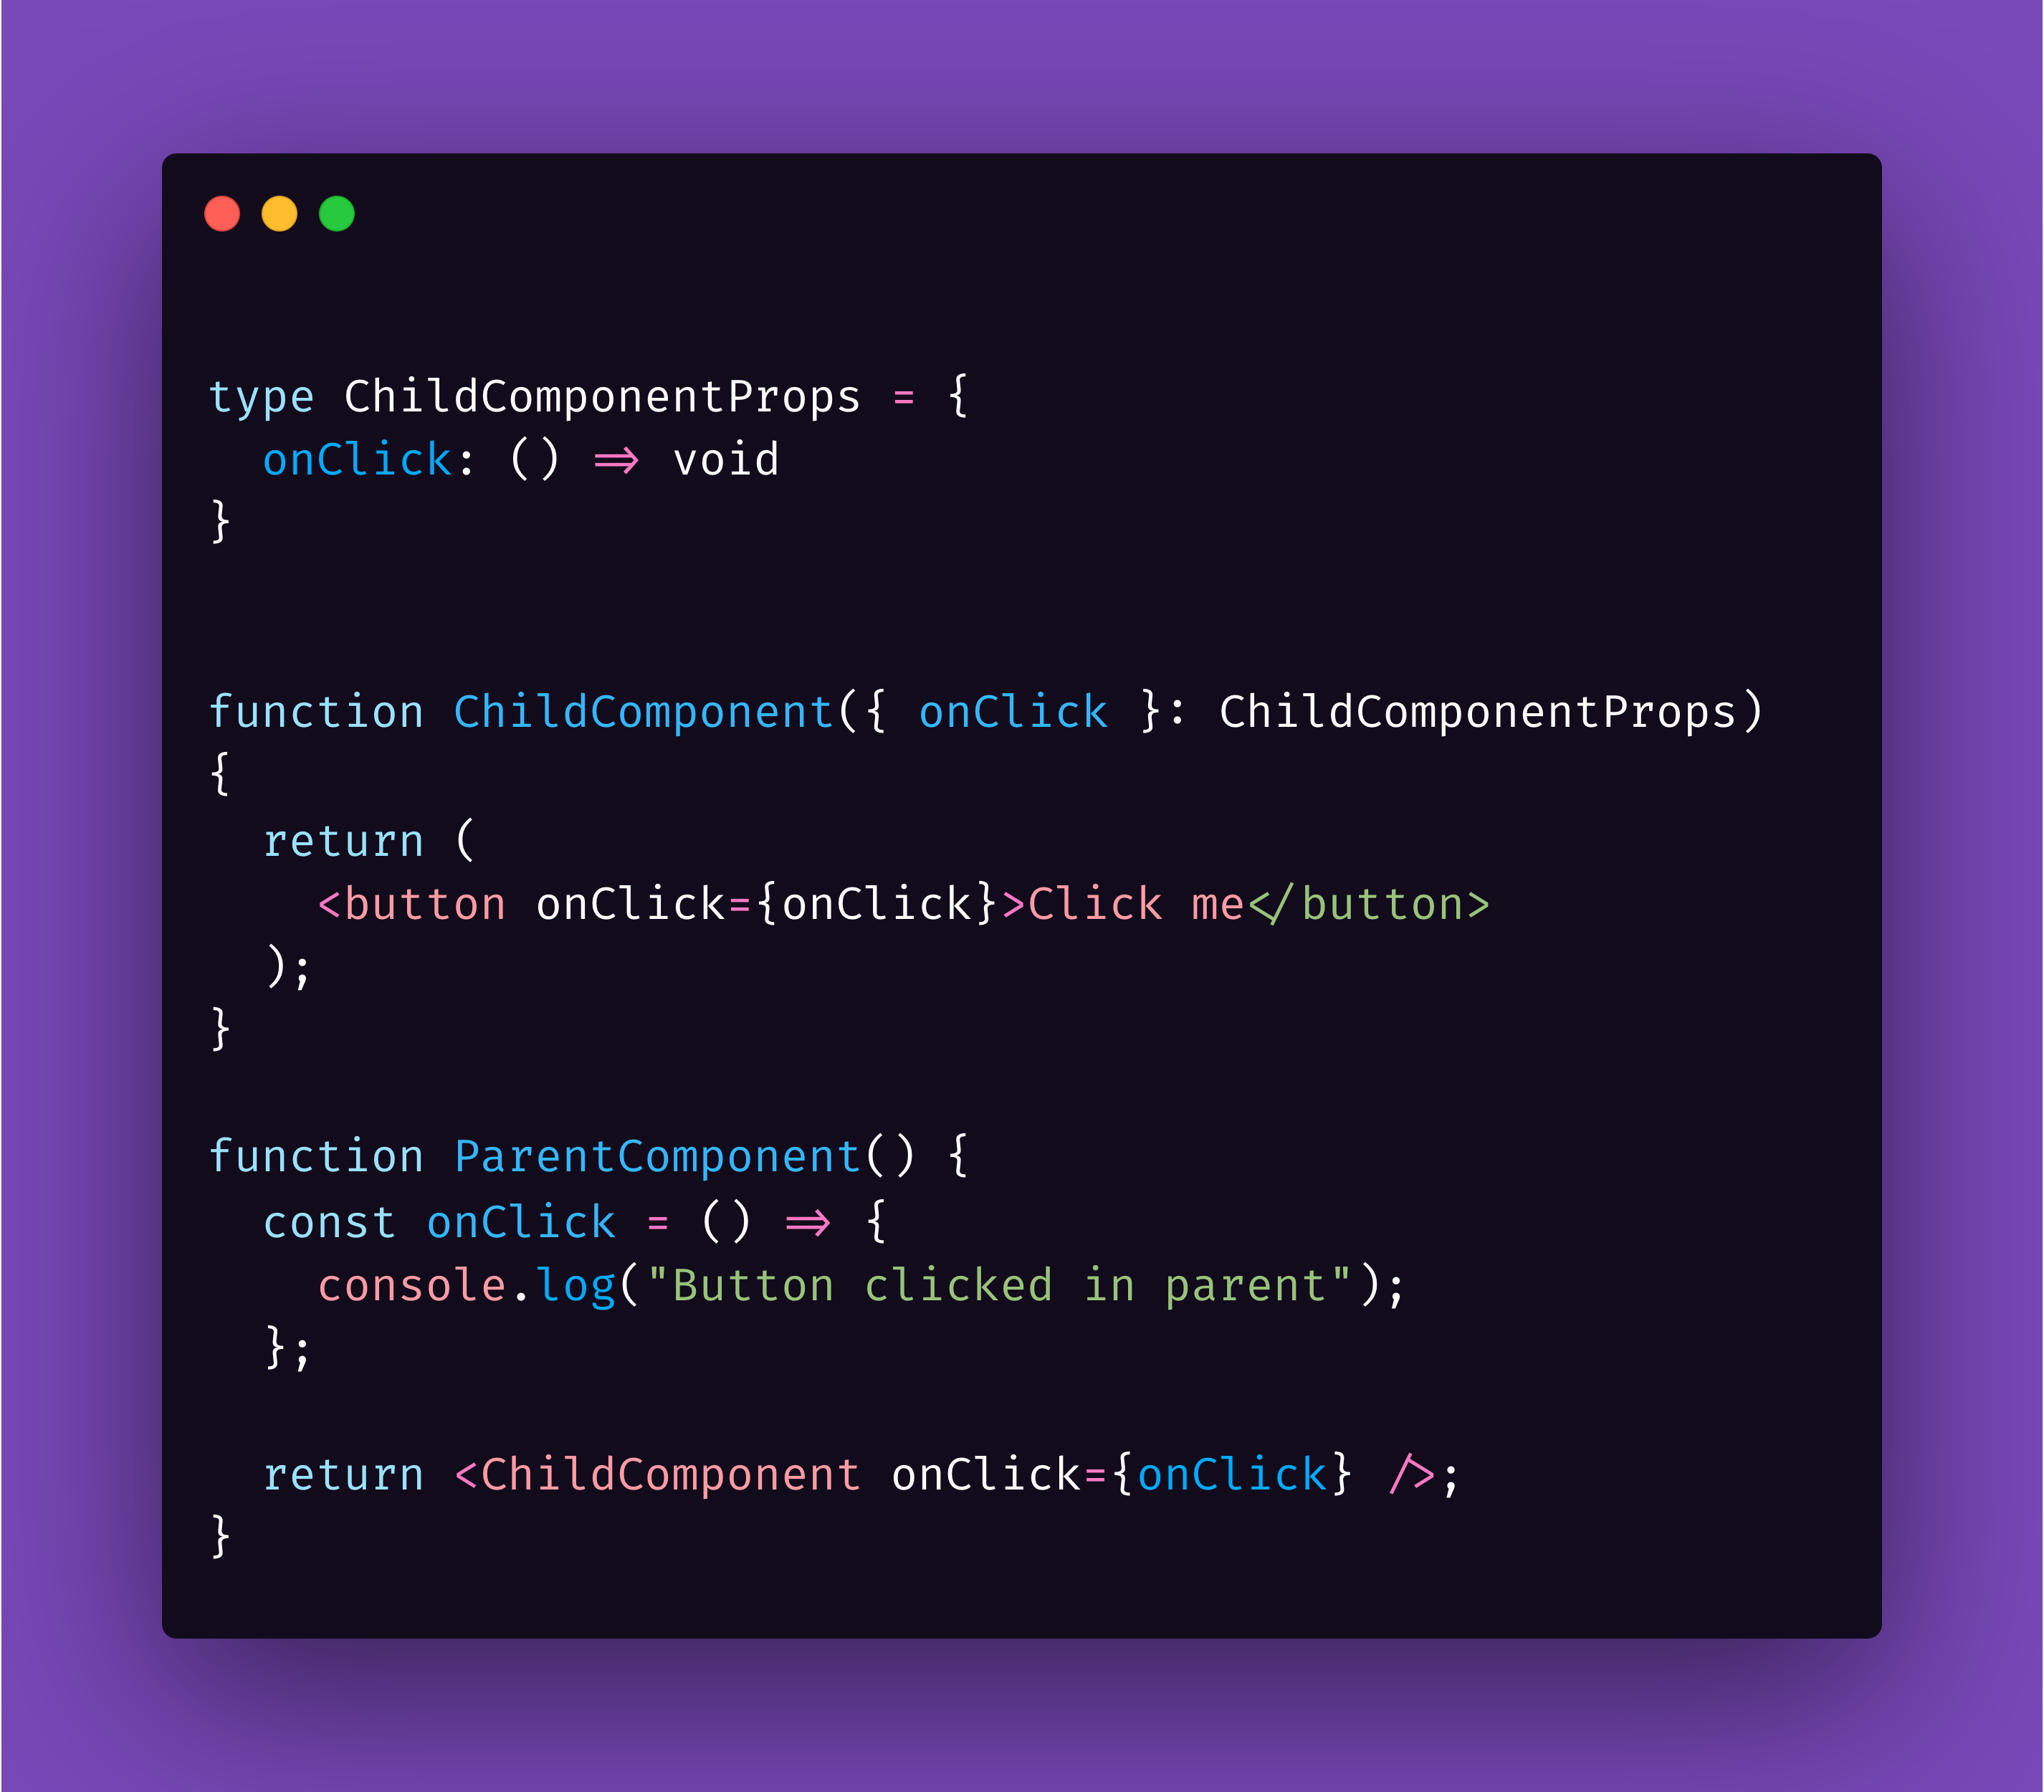 type ChildComponentProps = {
  onClick: () => void
}
function ChildComponent({ onClick }: ChildComponentProps)
{
  return (
    <button onClick={onClick}>Click me</button>
  );
}
function ParentComponent() {
  const onClick = () => {
    console.log("Button clicked in parent");
  };
  return <ChildComponent onClick={onClick} />;
}